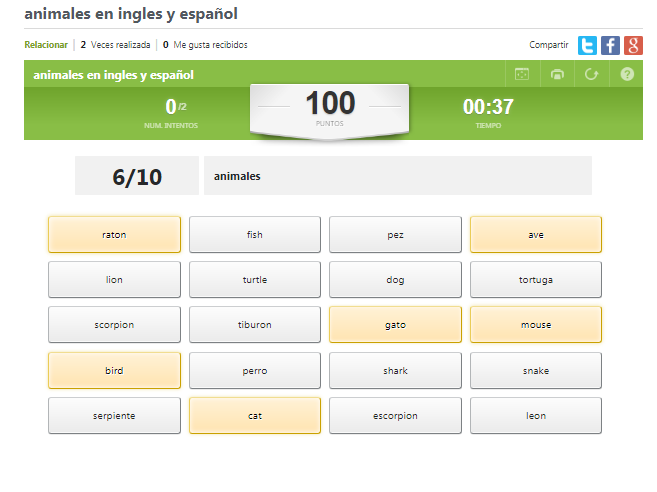 animales en ingles y español
Relacionar | 2 Veces realizada | 0 Me gusta recibidos Compartir
animales en ingles y español
0/2 100 00:37
NUM. INTENTOS PUNTOS TIEMPO
6/10 animales
raton fish pez ave
lion turtle dog tortuga
scorpion tiburon gato mouse
bird perro shark snake
serpiente cat escorpion leon